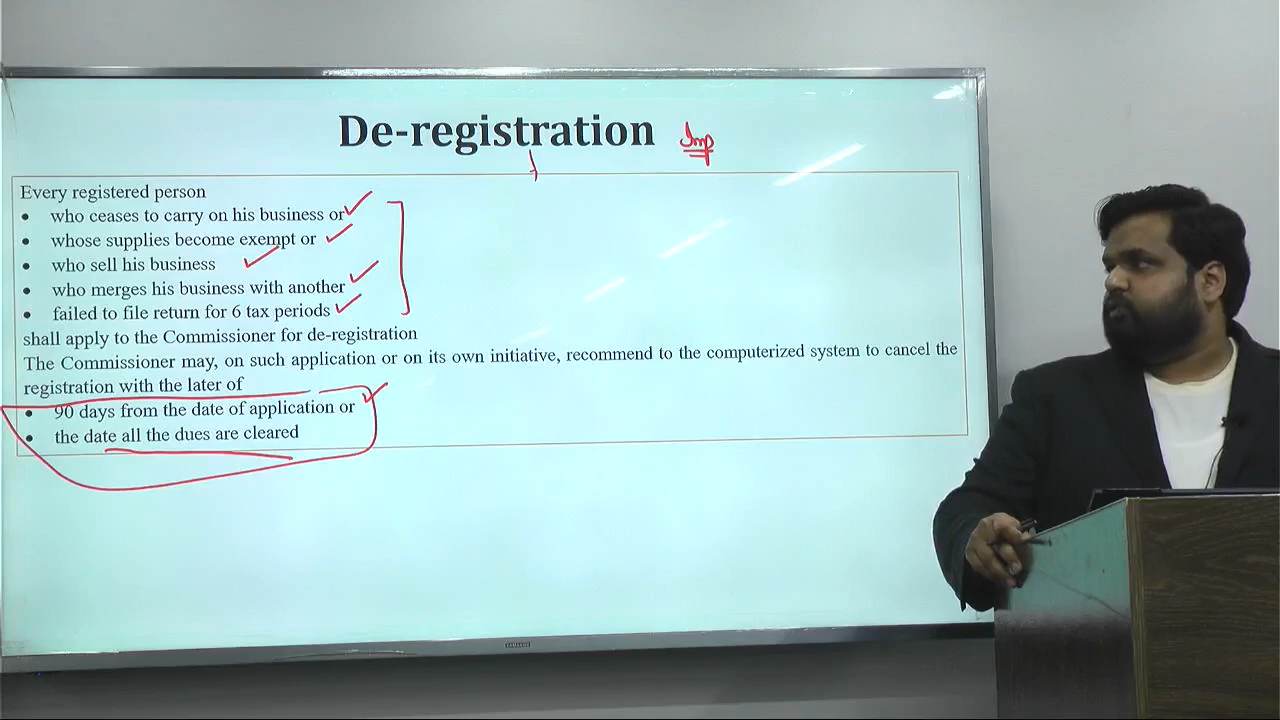 De-registration Imp
Every registered person
• who ceases to carry on his business or
• whose supplies become exempt or
• who sell his business
• who merges his business with another
• failed to file return for 6 tax periods
shall apply to the Commissioner for de-registration
The Commissioner may, on such application or on its own initiative, recommend to the computerized system to cancel the
registration with the later of
• 90 days from the date of application or
• the date all the dues are cleared
SAMSUNG